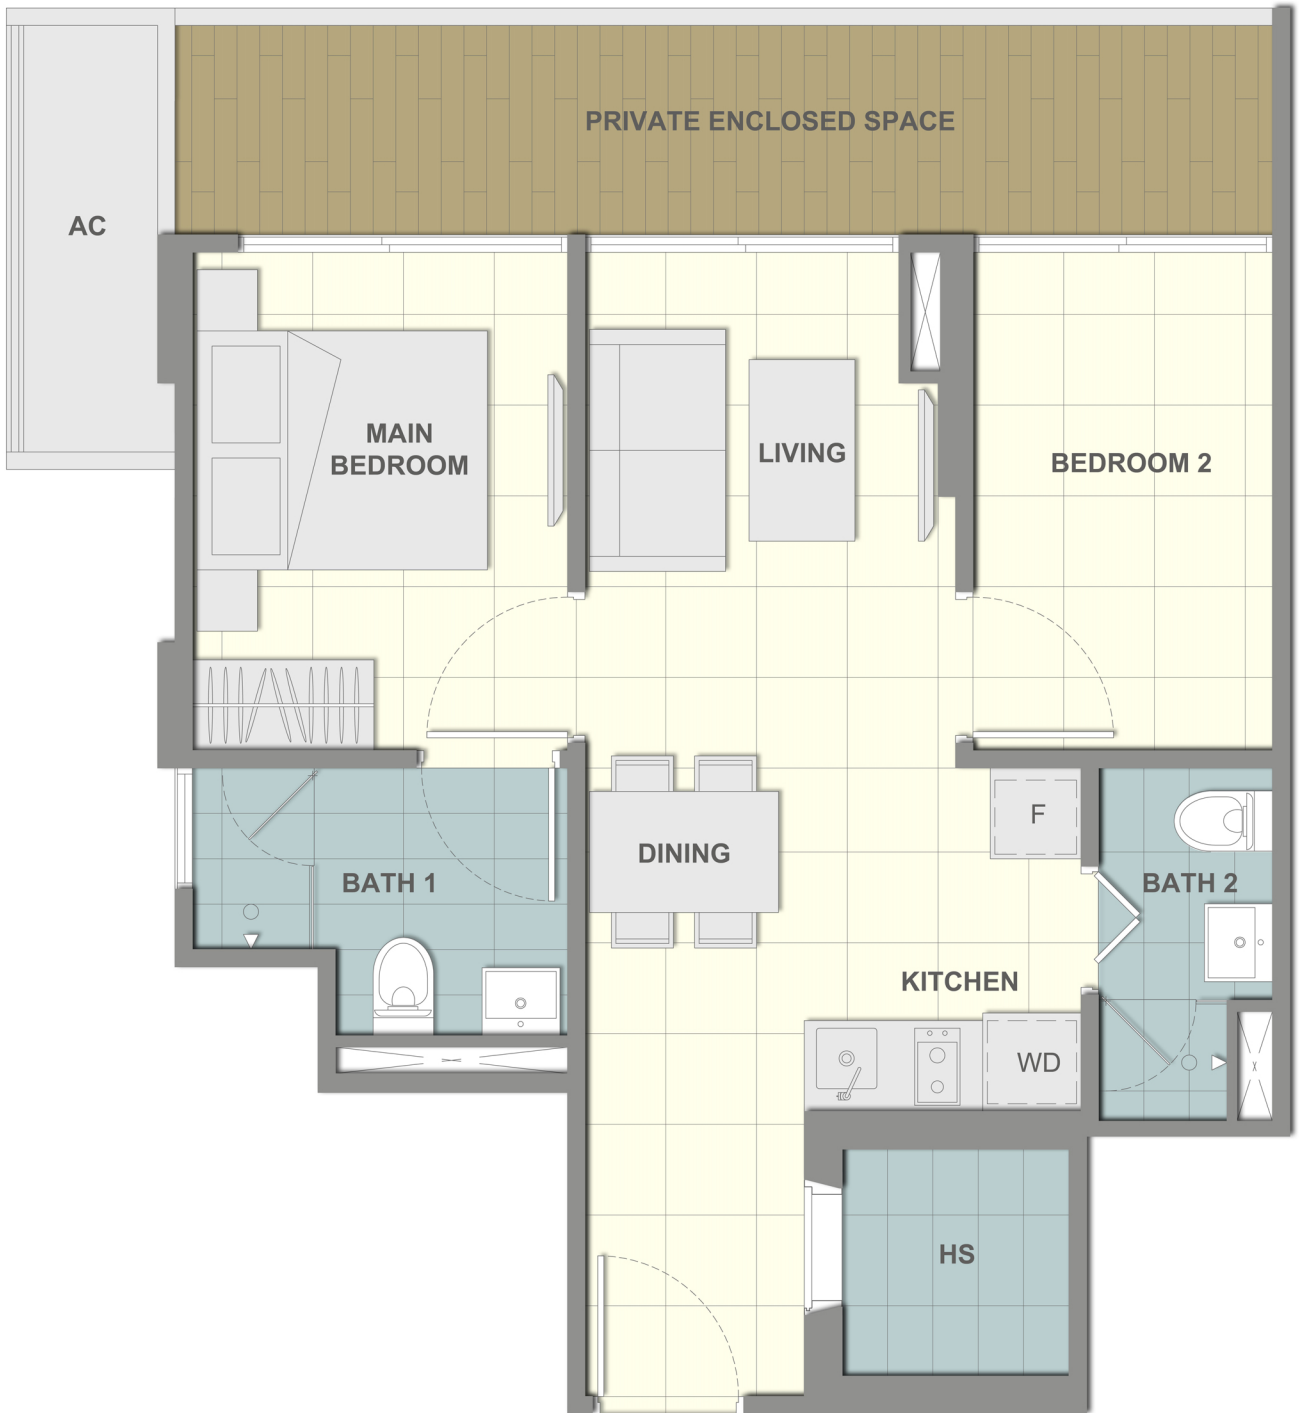 PRIVATE ENCLOSED SPACE
AC
MAIN
BEDROOM
LIVING
BEDROOM 2
F
DINING
BATH 1
BATH 2
KITCHEN
WD
HS